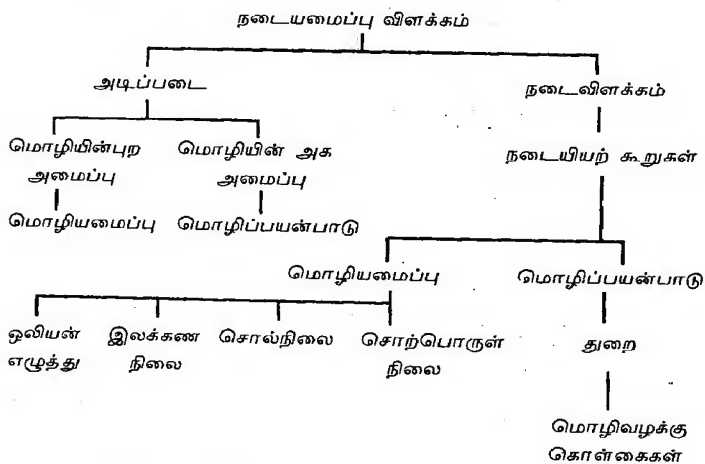 நடையமைப்பு விளக்கம்
அடிப்படை
நடைவிளக்கம்
மொழியின்புற
அமைப்பு
மொழியின் அக
அமைப்பு
நடையியற் கூறுகள்
மொழியமைப்பு
மொழிப்பயன்பாடு
மொழியமைப்பு
மொழிப்பயன்பாடு
ஒலியன்
எழுத்து
இலக்கண
நிலை
சொல்நிலை
சொற்பொருள்
நிலை
துறை
மொழிவழக்கு
கொள்கைகள்